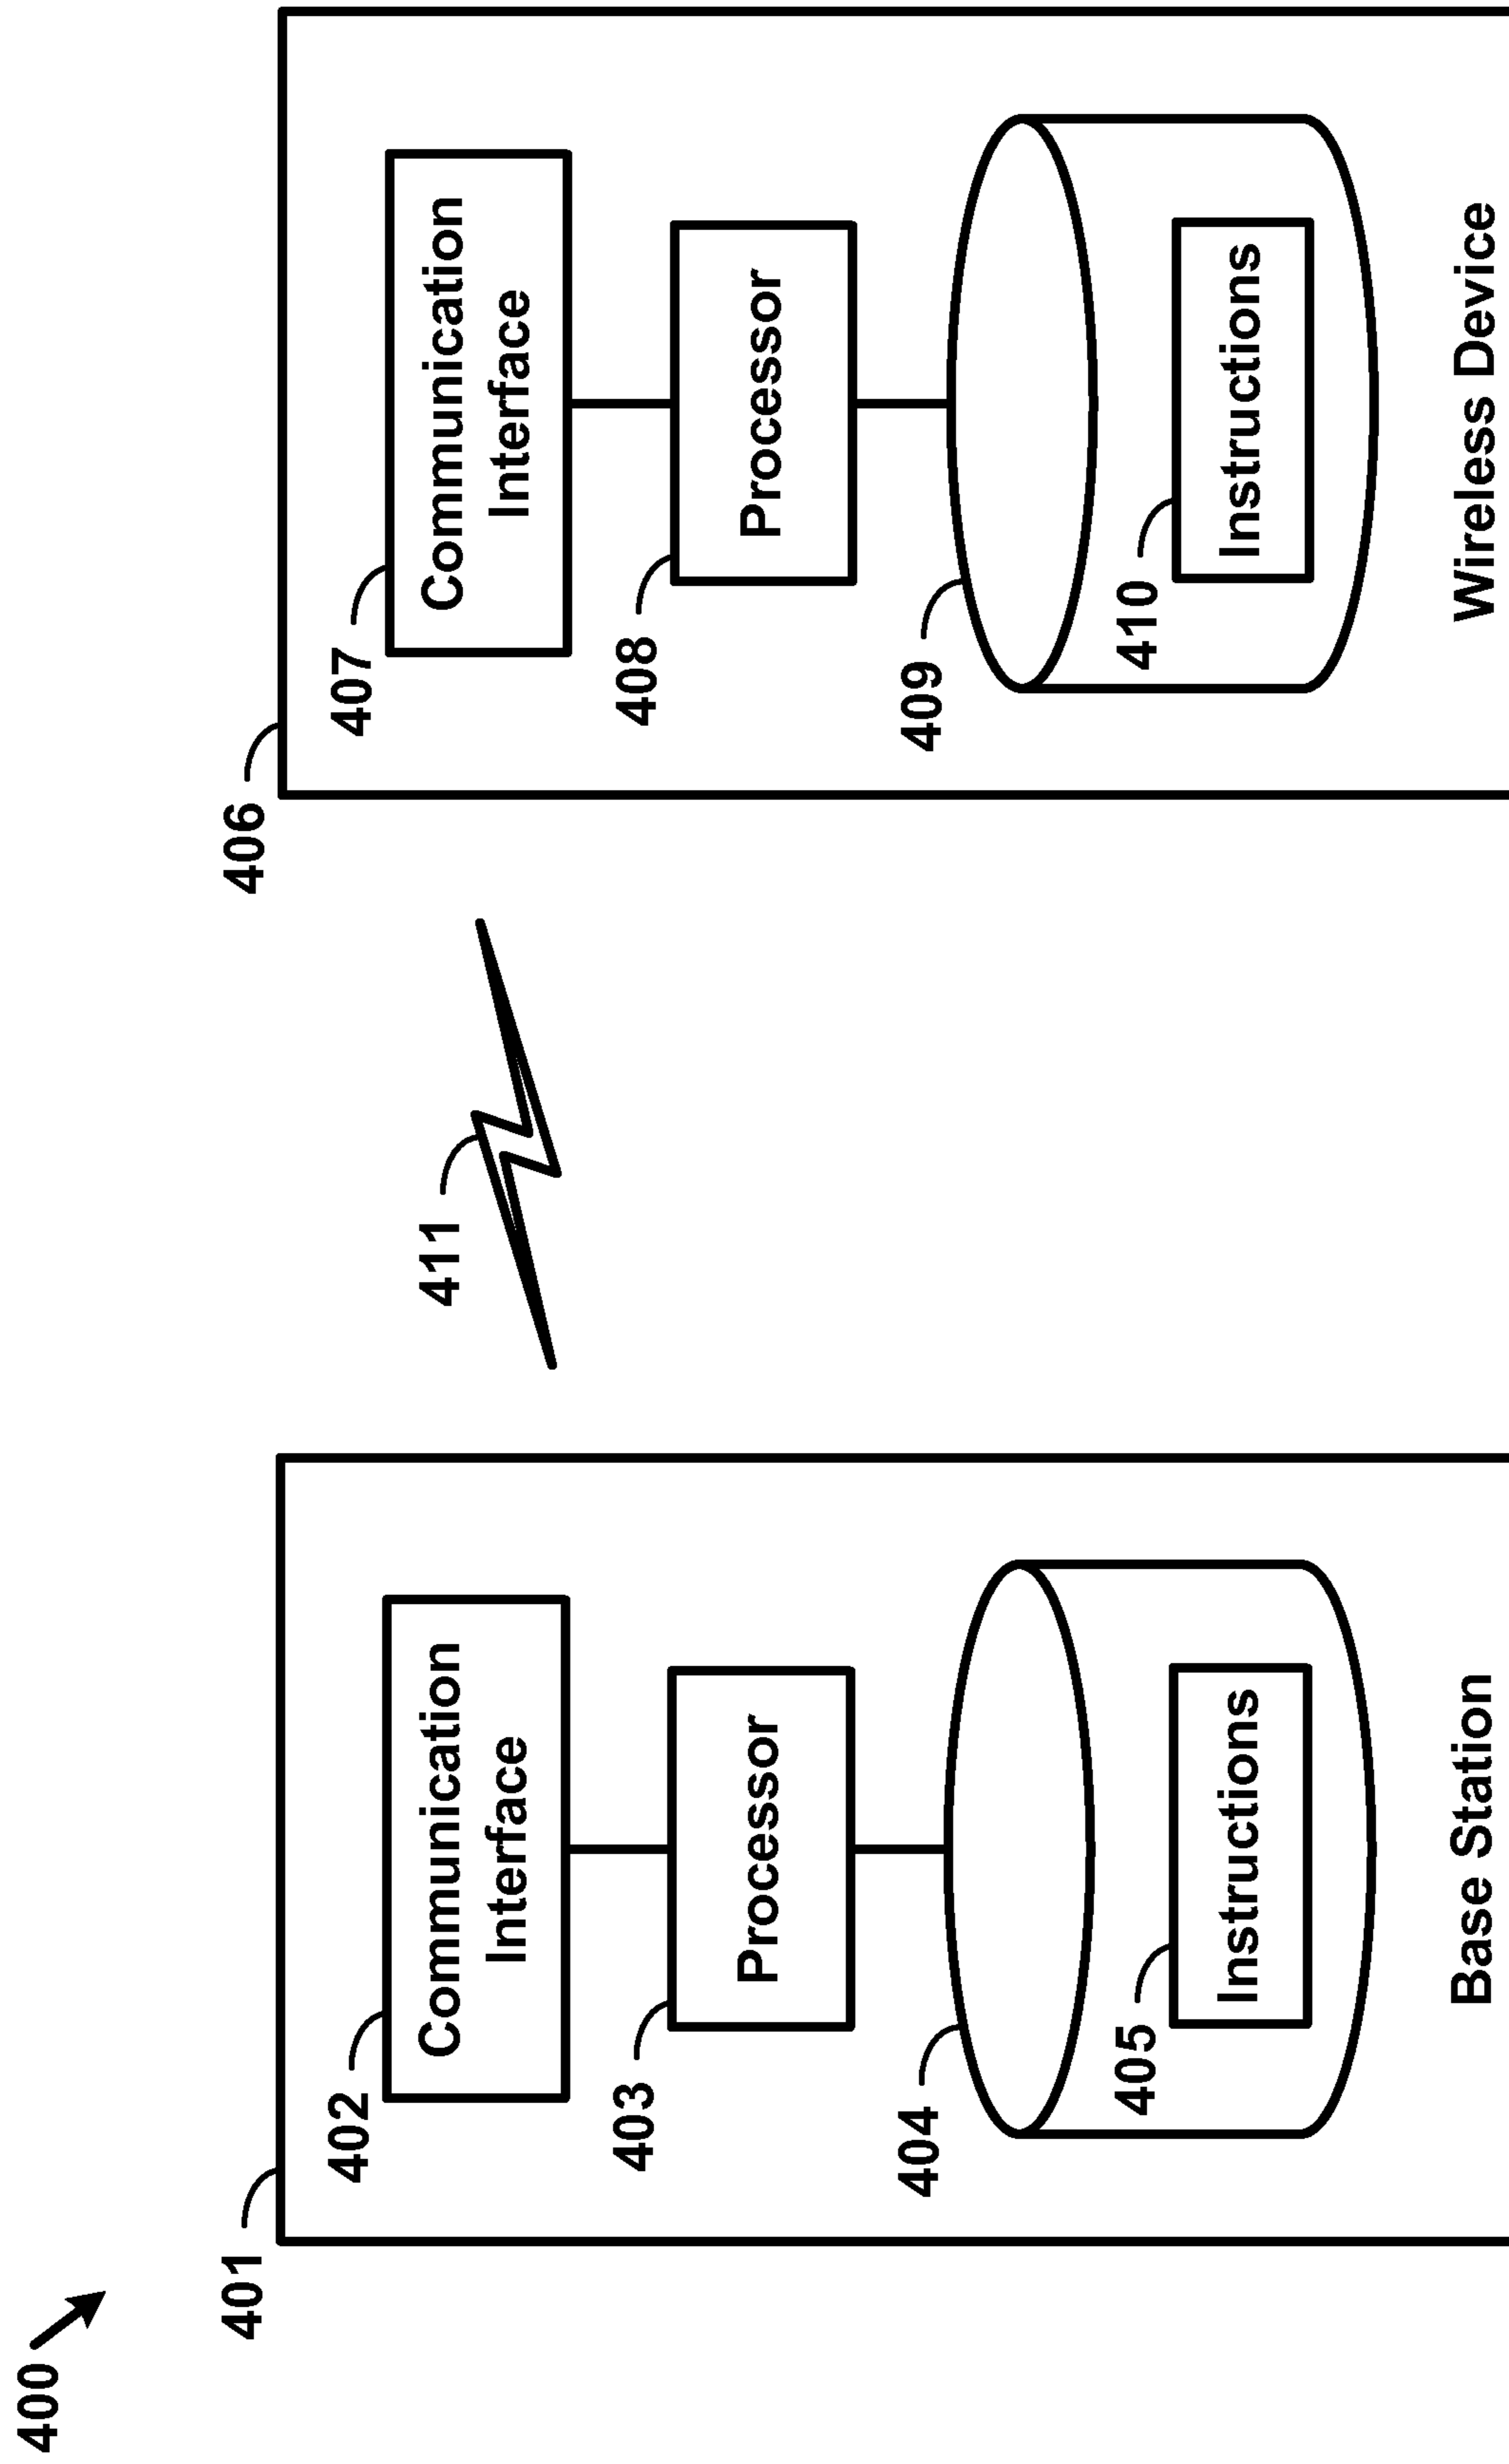 400
401
402
Communication
Interface
403
Processor
404
405
Instructions
Base Station
411
406
407
Communication
Interface
408
Processor
409
410
Instructions
Wireless Device